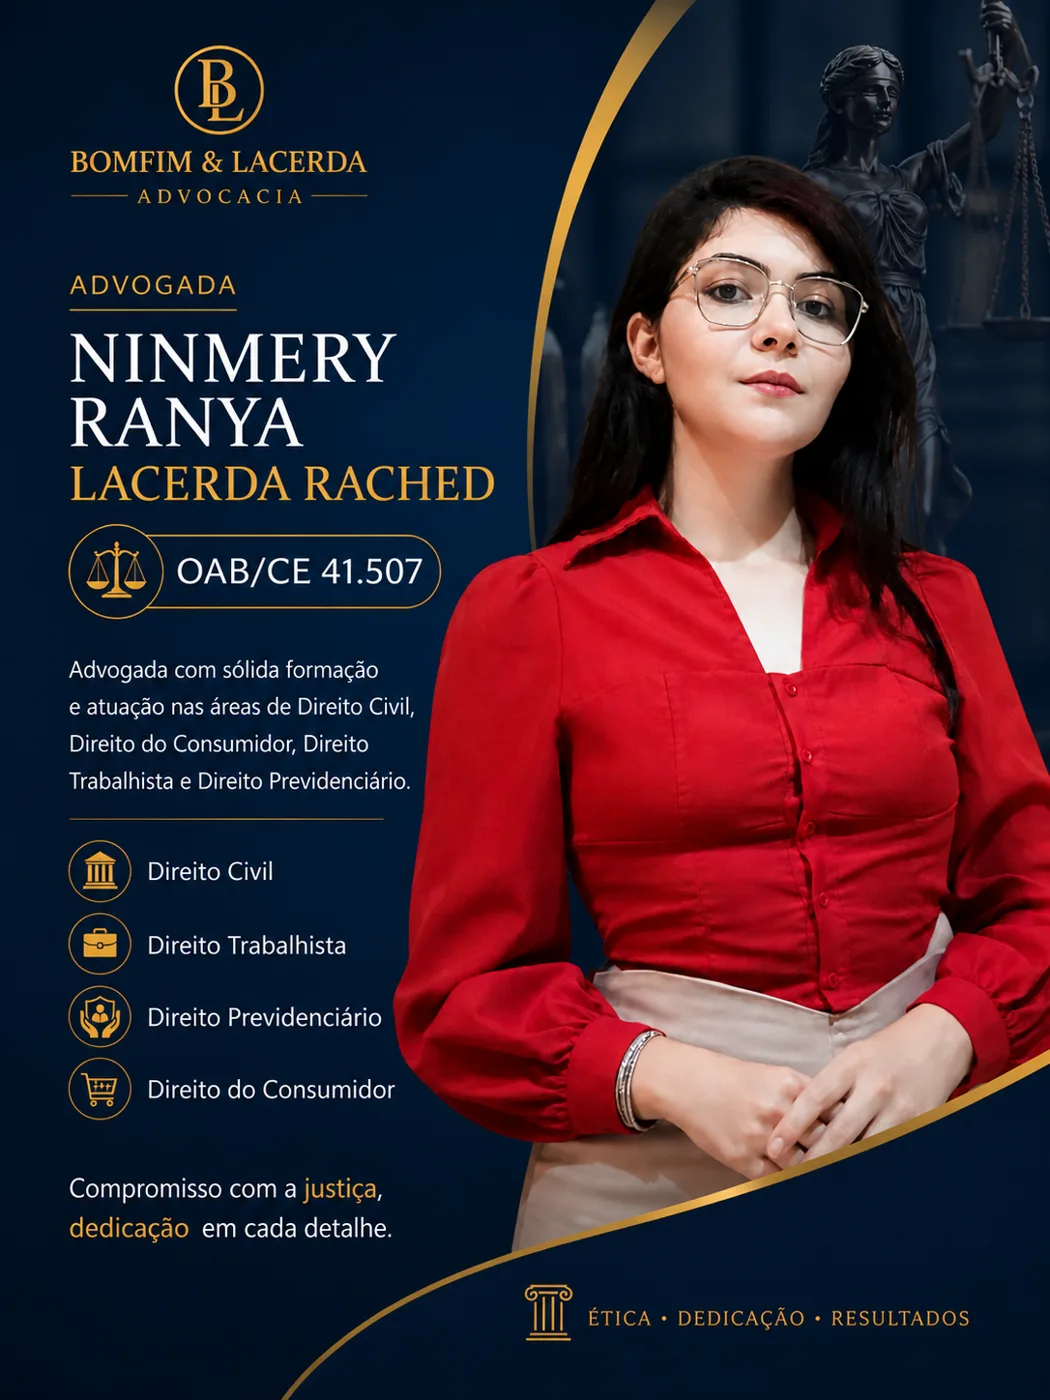 BL
BOMFIM & LACERDA
ADVOCACIA
ADVOGADA
NINMERY
RANYA
LACERDA RACHED
OAB/CE 41.507
Advogada com sólida formação
e atuação nas áreas de Direito Civil,
Direito do Consumidor, Direito
Trabalhista e Direito Previdenciário.
Direito Civil
Direito Trabalhista
Direito Previdenciário
Direito do Consumidor
Compromisso com a justiça,
dedicação em cada detalhe.
ÉTICA • DEDICAÇÃO • RESULTADOS